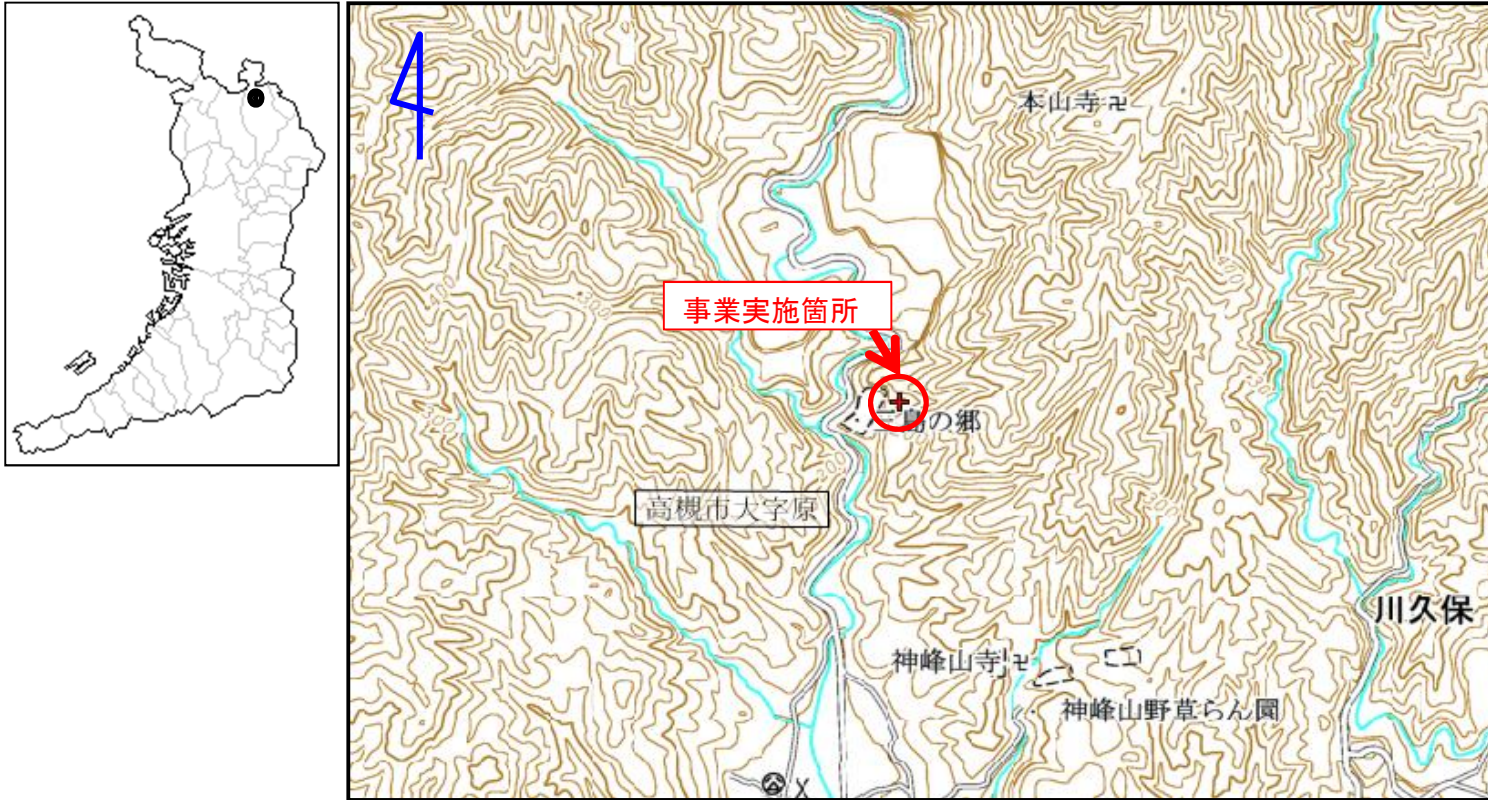 本山寺
事業実施箇所
島の郷
高槻市大字原
川久保
神峰山寺
神峰山野草らん園